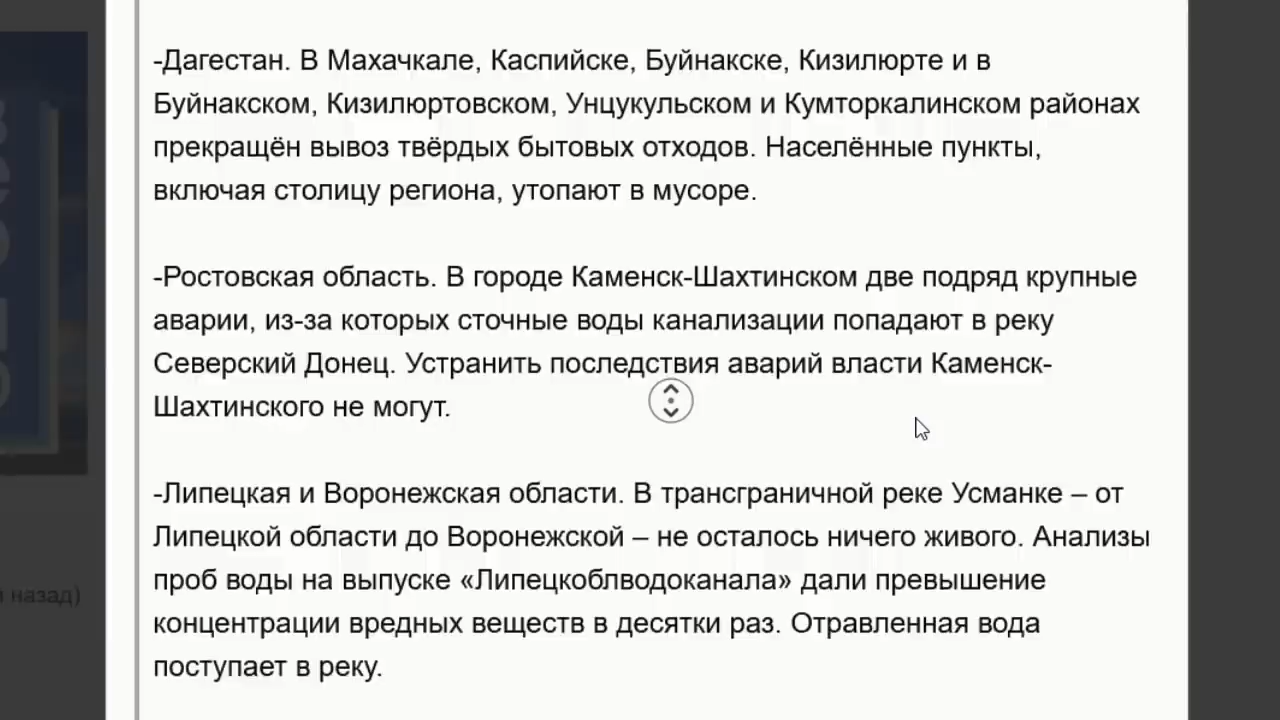 -Дагестан. В Махачкале, Каспийске, Буйнакске, Кизилюрте и в
Буйнакском, Кизилюртовском, Унцукульском и Кумторкалинском районах
прекращён вывоз твёрдых бытовых отходов. Населённые пункты,
включая столицу региона, утопают в мусоре.
-Ростовская область. В городе Каменск-Шахтинском две подряд крупные
аварии, из-за которых сточные воды канализации попадают в реку
Северский Донец. Устранить последствия аварий власти Каменск-
Шахтинского не могут.
-Липецкая и Воронежская области. В трансграничной реке Усманке – от
Липецкой области до Воронежской – не осталось ничего живого. Анализы
проб воды на выпуске «Липецкоблводоканала» дали превышение
концентрации вредных веществ в десятки раз. Отравленная вода
поступает в реку.
назад)